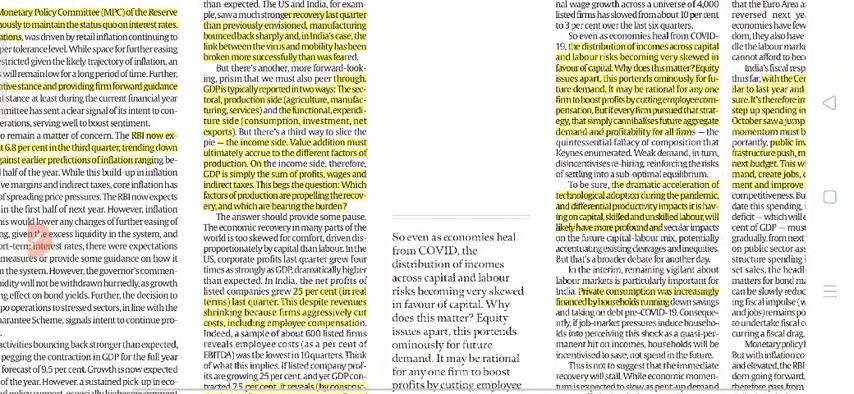 Monetary Policy Committee (MPC) of the Reserve
mously to maintain the status quo on interest rates.
ations, was driven by retail inflation continuing to
per tolerance level. While space for further easing
stricted given the likely trajectory of inflation, an
s will remain low for a long period of time. Further,
ative stance and providing firm forward guidance
t stance at least during the current financial year
mmittee has sent a clear signal of its intent to con-
erations, serving well to boost sentiment.
o remain a matter of concern. The RBI now ex-
t 6.8 per cent in the third quarter, trending down
gainst earlier predictions of inflation ranging be-
half of the year. While this build-up in inflation
ve margins and indirect taxes, core inflation has
of spreading price pressures. The RBI now expects
in the first half of next year. However, inflation
his would lower any changes of further easing of
ng, given the excess liquidity in the system, and
ort-term interest rates, there were expectations
measures or provide some guidance on how it
m the system. However, the governor's commen-
uidity will not be withdrawn hurriedly, as growth
ng effect on bond yields. Further, the decision to
po operations to stressed sectors, in line with the
uarantee Scheme, signals intent to continue pro-
r.
activities bouncing back stronger than expected,
pegging the contraction in GDP for the full year
forecast of 9.5 per cent. Growth is now expected
of the year. However, a sustained pick-up in eco-
than-expected. The US and India, for exam-
ple, saw a much stronger recovery last quarter
than previously envisioned, manufacturing
bounced back sharply and, in India's case, the
link between the virus and mobility has been
broken more successfully than was feared.
But there's another, more forward-look-
ing, prism that we must also peer through.
GDP is typically reported in two ways: The sec-
toral, production side (agriculture, manufac-
turing, services) and the functional, expendi-
ture side (consumption, investment, net
exports). But there's a third way to slice the
pie — the income side. Value addition must
ultimately accrue to the different factors of
production. On the income side, therefore,
GDP is simply the sum of profits, wages and
indirect taxes. This begs the question: Which
factors of production are propelling the recov-
ery, and which are bearing the burden?
The answer should provide some pause.
The economic recovery in many parts of the
world is too skewed for comfort, driven dis-
proportionately by capital than labour. In the
US, corporate profits last quarter grew four
times as strongly as GDP, dramatically higher
than expected. In India, the net profits of
listed companies grew 25 per cent (in real
terms) last quarter. This despite revenues
shrinking because firms aggressively cut
costs, including employee compensation.
Indeed, a sample of about 600 listed firms
reveals employee costs (as a per cent of
EBITDA) was the lowest in 10 quarters. Think
of what this implies. if listed company prof-
its are growing 25 per cent, and yet GDP con-
tracted 7.5 per cent, it reveals (by construc-
So even as economies heal
from COVID, the
distribution of incomes
across capital and labour
risks becoming very skewed
in favour of capital. Why
does this matter? Equity
issues apart, this portends
ominously for future
demand. It may be rational
for any one firm to boost
profits by cutting employee
nal wage growth across a universe of 4,000
listed firms has slowed from about 10 per cent
to 3 per cent over the last six quarters.
So even as economies heal from COVID-
19, the distribution of incomes across capital
and labour risks becoming very skewed in
favour of capital. Why does this matter? Equity
issues apart, this portends ominously for fu-
ture demand. It may be rational for any one
firm to boost profits by cutting employee com-
pensation. But if every firm pursued that strat-
egy, that simply cannibalises future aggregate
demand and profitability for all firms — the
quintessential fallacy of composition that
Keynes enumerated. Weak demand, in turn,
disincentivises re-hiring, reinforcing the risks
of settling into a sub-optimal equilibrium.
To be sure, the dramatic acceleration of
technological adoption during the pandemic,
and differential productivity impacts it is hav-
ing on capital, skilled and unskilled labour, will
likely have more profound and secular impacts
on the future capital-labour mix, potentially
accentuating existing cleavages and inequities.
But that's a broader debate for another day.
In the interim, remaining vigilant about
labour markets is particularly important for
India. Private consumption was increasingly
financed by households running down savings
and taking on debt pre-COVID-19. Conseque-
ntly, if job-market pressures induce househo-
lds into perceiving this shock as a quasi-per-
manent hit on incomes, households will be
incentivised to save, not spend in the future.
This is not to suggest that the immediate
recovery will stall. While economic momen-
tum is expected to slow as pent-up demand
that the Euro Area a
reversed next ye
economies have few
dom, they also have
dle the labour marke
cannot afford to bec
India's fiscal resp
thus far, with the Cen
ilar to last year and
sure. It's therefore im
step up spending in
October saw a jump
momentum must b
portantly, public inv
frastructure push, m
next budget. This w
mand, create jobs, c
ment and improve
competitiveness. Bu
date this spending, i
deficit — which will
cent of GDP — must
gradually, from next
on public sector ass
structure spending i
set sales, the headl
matters for bond ma
can be slowly reduc
ing fiscal impulse (w
and jobs) remains po
to undertake fiscal c
curring a fiscal drag,
Monetary policy h
But with inflation co
and elevated, the RBI
dom going forward.
therefore pass from